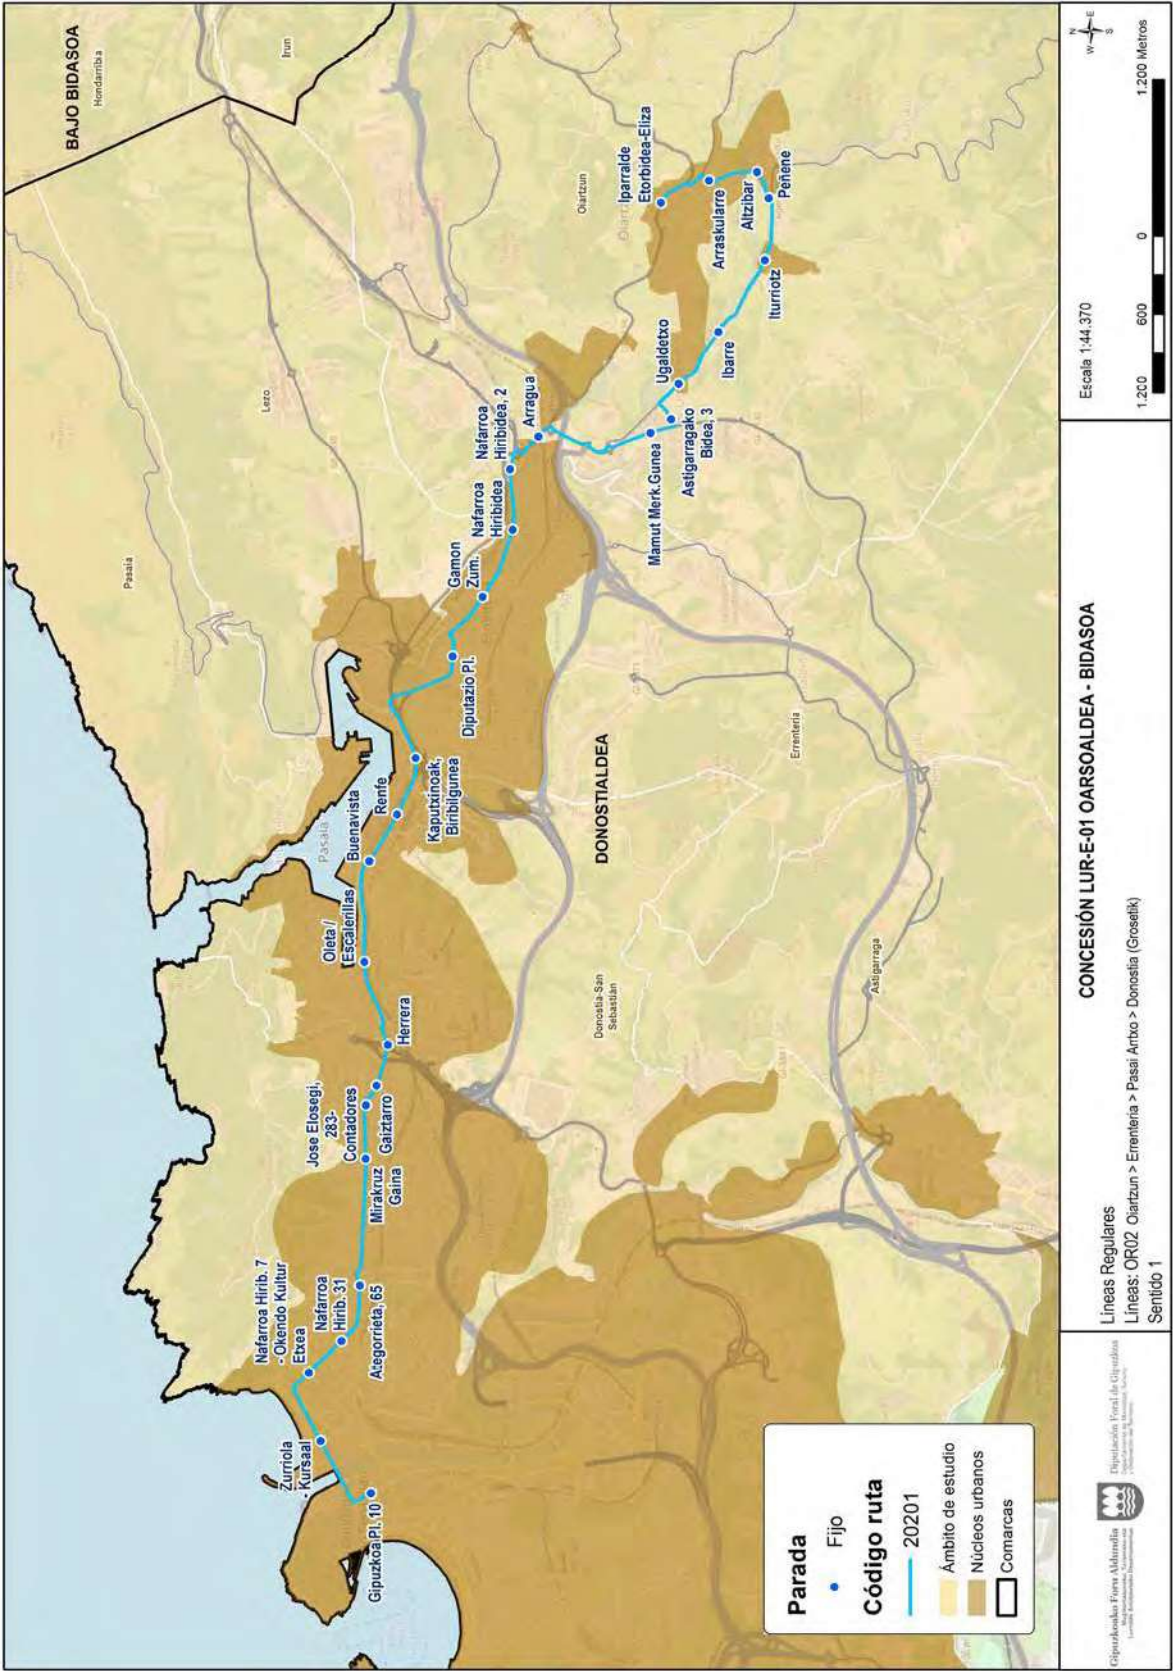 BAJO BIDASOA
Hondarribia
Irun
Lezo
Pasaia
Oiartzun
Iparralde
Etorbidea-Eliza
Arraskularre
Altzibar
Peñene
Iturriotz
Ibarre
Ugaldetxo
Astigarragako
Bidea, 3
Mamut Merk.Gunea
Arragua
Nafarroa
Hiribidea, 2
Nafarroa
Hiribidea
Gamon
Zum.
Diputazio Pl.
Kaputxinoak,
Biribilgunea
Renfe
Buenavista
Pasaia
Oleta /
Escalerillas
Herrera
Jose Elosegi,
283-
Contadores
Gaiztarro
Mirakruz
Gaina
Ategorrieta, 65
Nafarroa
Hirib. 31
Nafarroa Hirib. 7
- Okendo Kultur
Etxea
Zurriola
- Kursaal
Gipuzkoa Pl. 10
DONOSTIALDEA
Errenteria
Donostia-San
Sebastián
Astigarraga
Parada
Fijo
Código ruta
20201
Ámbito de estudio
Núcleos urbanos
Comarcas
Gipuzkoako Foru Aldundia
Diputación Foral de Gipuzkoa
CONCESIÓN LUR-E-01 OARSOALDEA - BIDASOA
Líneas Regulares
Líneas: OR02 Oiartzun > Errenteria > Pasai Antxo > Donostia (Grosetik)
Sentido 1
Escala 1:44.370
N
W
E
S
1.200
600
0
1.200 Metros